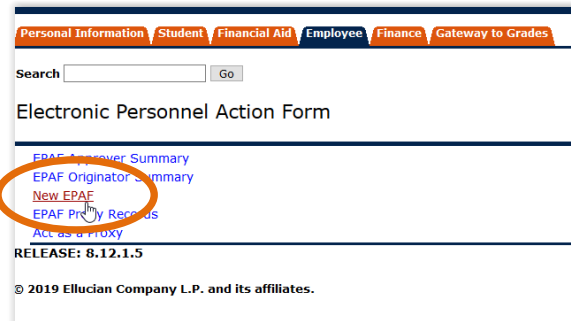 Personal Information Student Financial Aid Employee Finance Gateway to Grades
Search Go
Electronic Personnel Action Form
EPAF Approver Summary
EPAF Originator Summary
New EPAF
EPAF Proxy Records
Act as a Proxy
RELEASE: 8.12.1.5
© 2019 Ellucian Company L.P. and its affiliates.